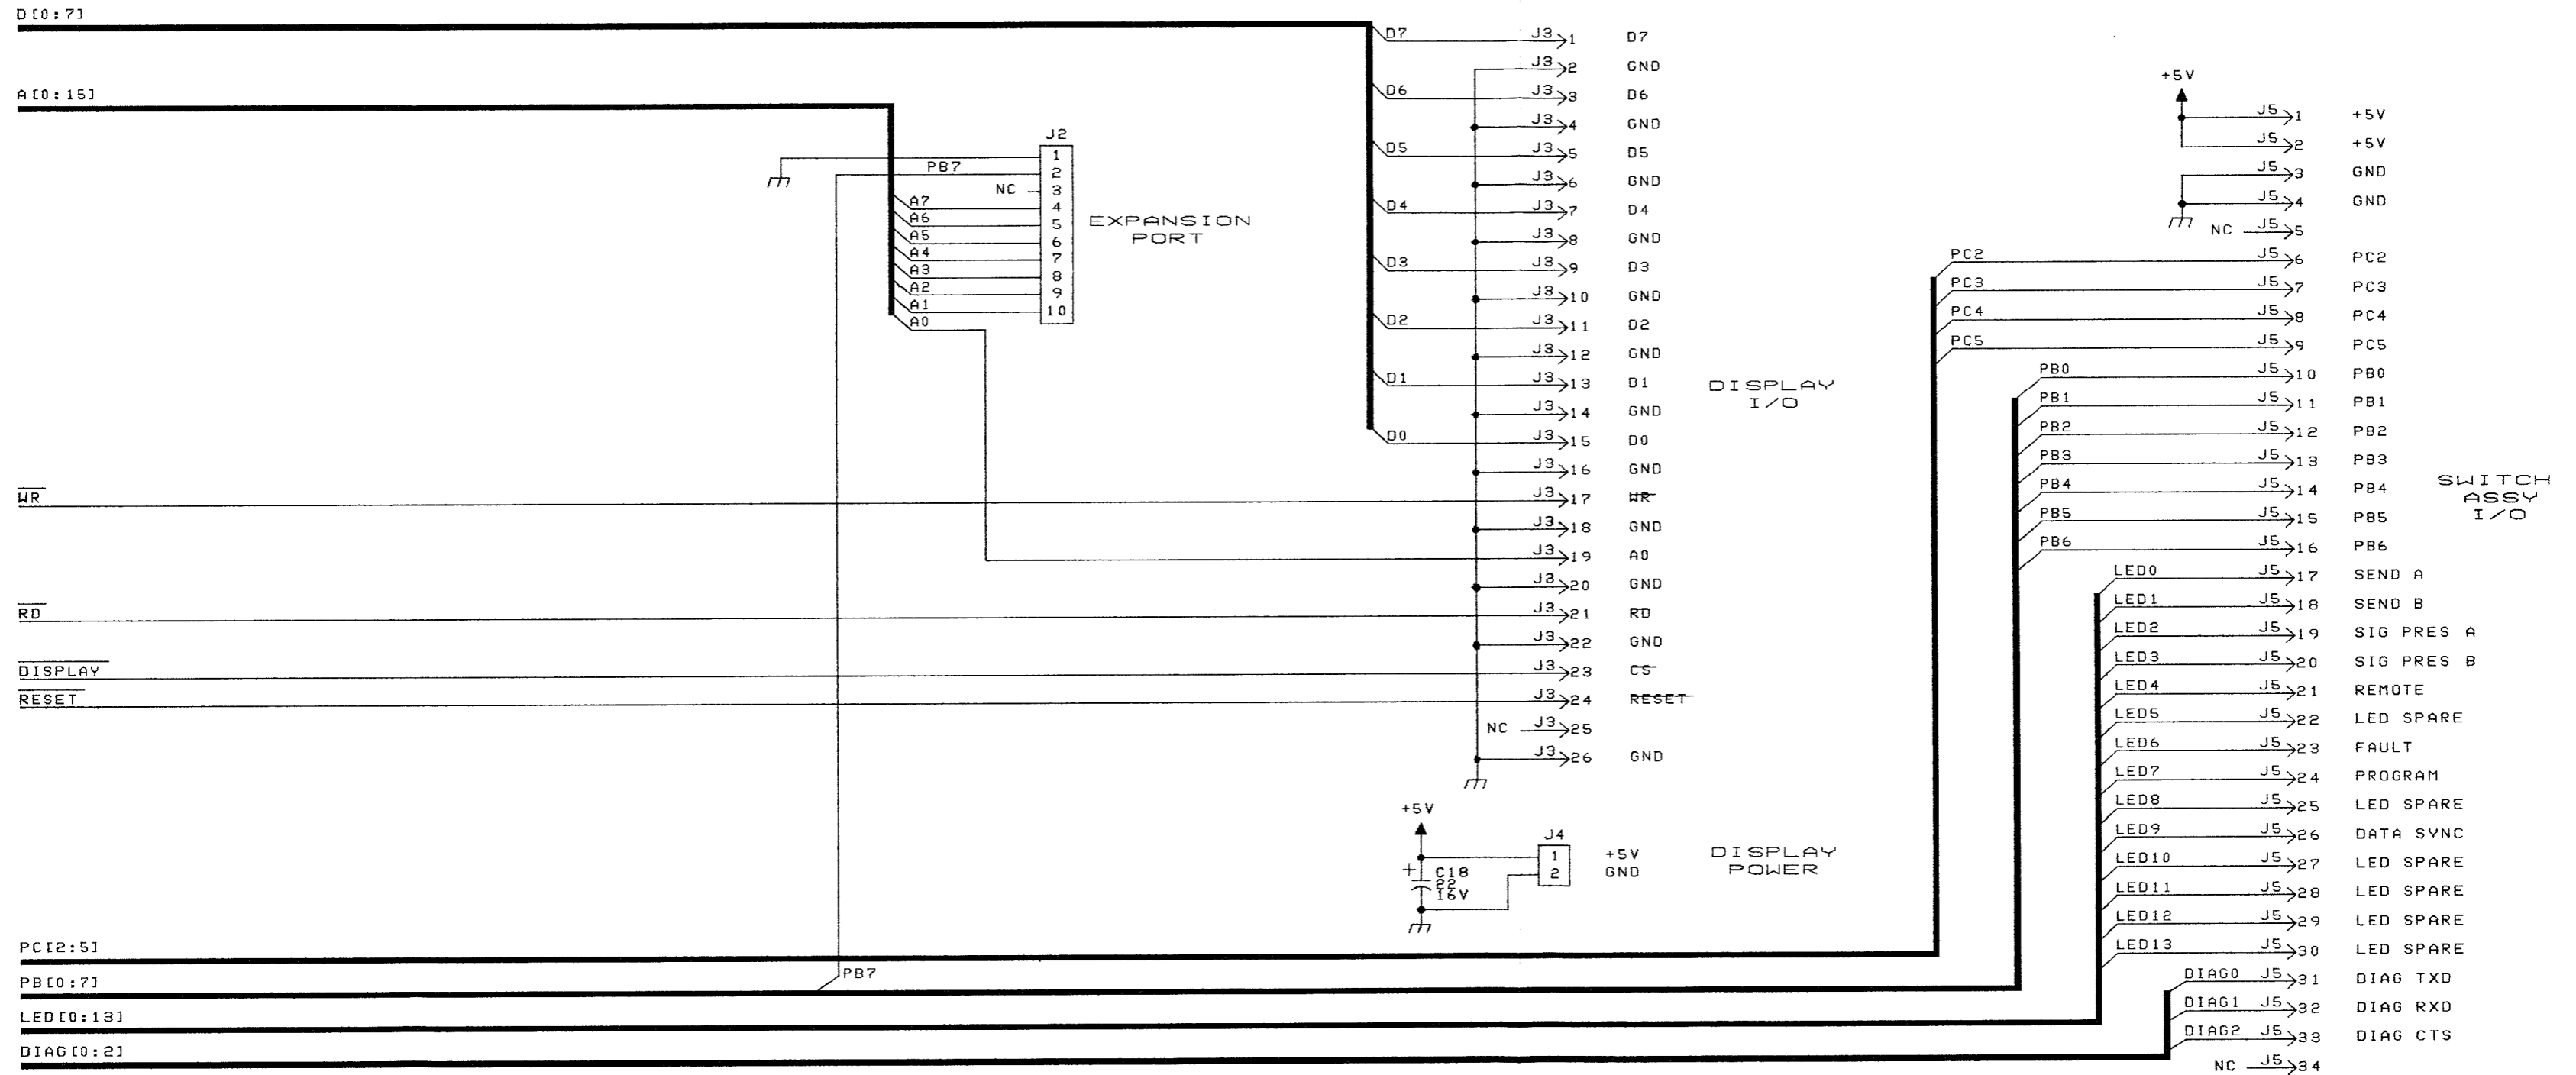 D[0:7]
A[0:15]
J2
1
2
3
4
5
6
7
8
9
10
PB7
NC
A7
A6
A5
A4
A3
A2
A1
A0
EXPANSION
PORT
D7 J3 1 D7
J3 2 GND
D6 J3 3 D6
J3 4 GND
D5 J3 5 D5
J3 6 GND
D4 J3 7 D4
J3 8 GND
D3 J3 9 D3
J3 10 GND
D2 J3 11 D2
J3 12 GND
D1 J3 13 D1
J3 14 GND
D0 J3 15 D0
J3 16 GND
WR J3 17 WR
J3 18 GND
J3 19 A0
J3 20 GND
RD J3 21 RD
J3 22 GND
DISPLAY J3 23 CS
RESET J3 24 RESET
NC J3 25
J3 26 GND
DISPLAY
I/O
+5V
J4
1 +5V
2 GND
+ C18
22
16V
DISPLAY
POWER
+5V
J5 1 +5V
J5 2 +5V
J5 3 GND
J5 4 GND
NC J5 5
PC2 J5 6 PC2
PC3 J5 7 PC3
PC4 J5 8 PC4
PC5 J5 9 PC5
PB0 J5 10 PB0
PB1 J5 11 PB1
PB2 J5 12 PB2
PB3 J5 13 PB3
PB4 J5 14 PB4
PB5 J5 15 PB5
PB6 J5 16 PB6
LED0 J5 17 SEND A
LED1 J5 18 SEND B
LED2 J5 19 SIG PRES A
LED3 J5 20 SIG PRES B
LED4 J5 21 REMOTE
LED5 J5 22 LED SPARE
LED6 J5 23 FAULT
LED7 J5 24 PROGRAM
LED8 J5 25 LED SPARE
LED9 J5 26 DATA SYNC
LED10 J5 27 LED SPARE
LED11 J5 28 LED SPARE
LED12 J5 29 LED SPARE
LED13 J5 30 LED SPARE
DIAG0 J5 31 DIAG TXD
DIAG1 J5 32 DIAG RXD
DIAG2 J5 33 DIAG CTS
NC J5 34
SWITCH
ASSY
I/O
PC[2:5]
PB7
PB[0:7]
LED[0:13]
DIAG[0:2]